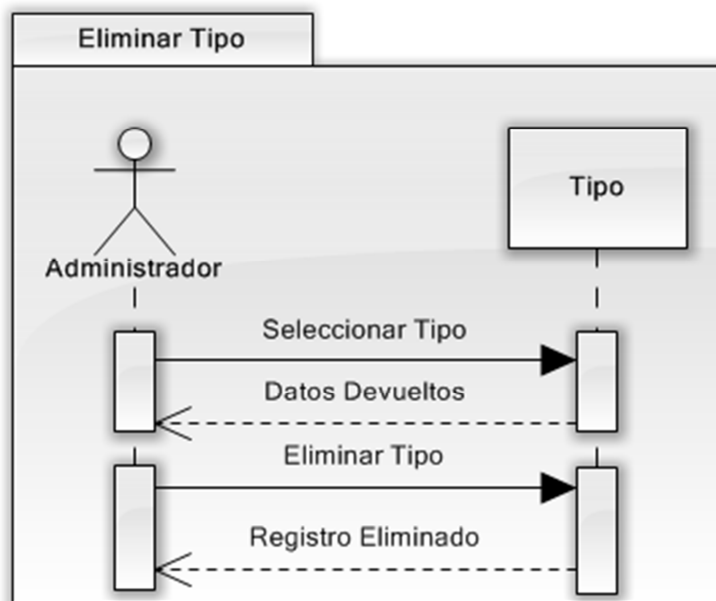 Eliminar Tipo
Tipo
Administrador
Seleccionar Tipo
Datos Devueltos
Eliminar Tipo
Registro Eliminado